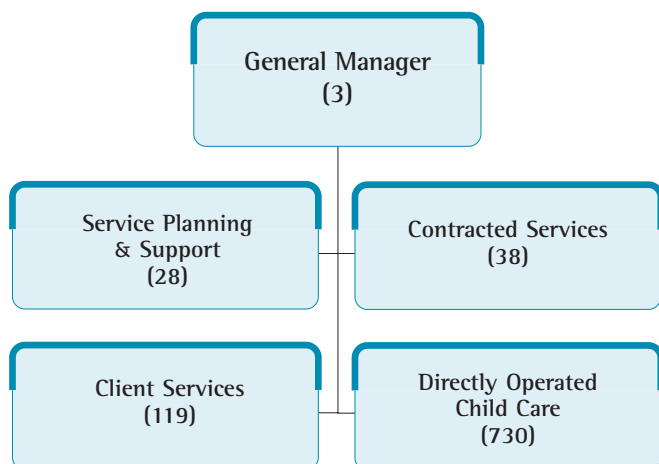 General Manager
(3)
Service Planning
& Support
(28)
Contracted Services
(38)
Client Services
(119)
Directly Operated
Child Care
(730)